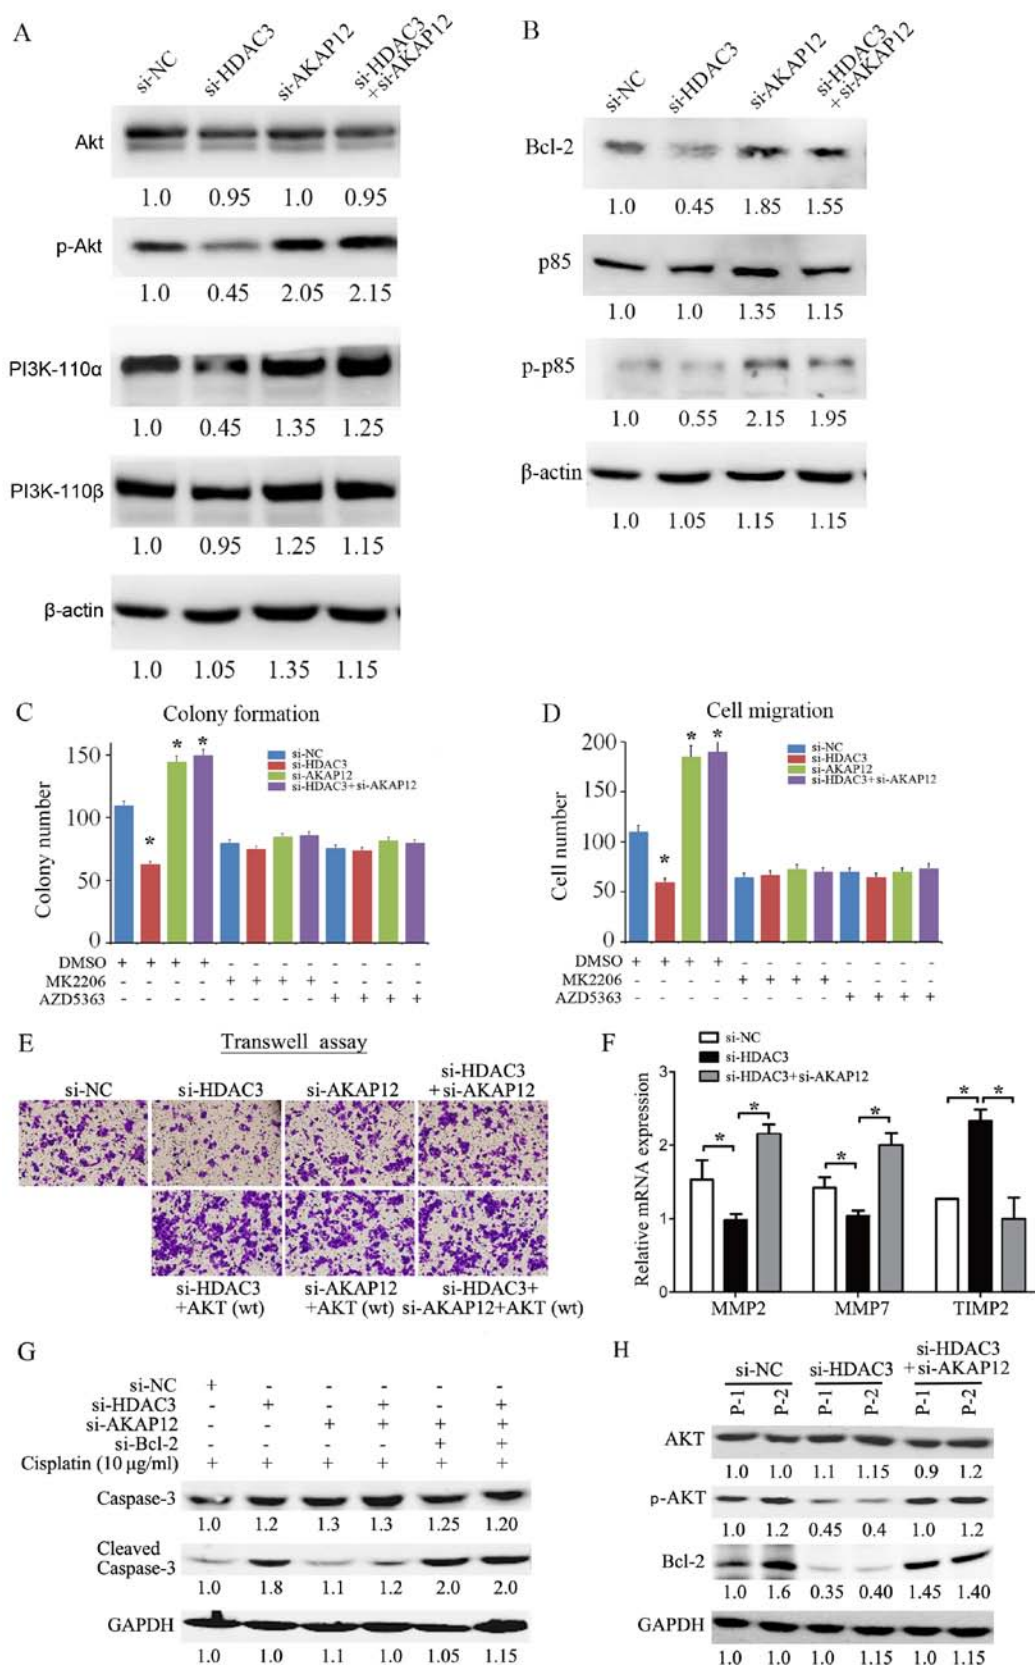 A
si-NC si-HDAC3 si-AKAP12 si-HDAC3 +si-AKAP12
Akt
1.0 0.95 1.0 0.95
p-Akt
1.0 0.45 2.05 2.15
PI3K-110α
1.0 0.45 1.35 1.25
PI3K-110β
1.0 0.95 1.25 1.15
β-actin
1.0 1.05 1.35 1.15
B
si-NC si-HDAC3 si-AKAP12 si-HDAC3 +si-AKAP12
Bcl-2
1.0 0.45 1.85 1.55
p85
1.0 1.0 1.35 1.15
p-p85
1.0 0.55 2.15 1.95
β-actin
1.0 1.05 1.15 1.15
C
Colony formation
Colony number
150
100
50
0
* * *
si-NC
si-HDAC3
si-AKAP12
si-HDAC3+si-AKAP12
DMSO + + + + - - - - - - - -
MK2206 - - - - + + + + - - - -
AZD5363 - - - - - - - - + + + +
D
Cell migration
Cell number
200
150
100
50
0
* * *
si-NC
si-HDAC3
si-AKAP12
si-HDAC3+si-AKAP12
DMSO + + + + - - - - - - - -
MK2206 - - - - + + + + - - - -
AZD5363 - - - - - - - - + + + +
E
Transwell assay
si-NC si-HDAC3 si-AKAP12 si-HDAC3
+si-AKAP12
si-HDAC3 si-AKAP12 si-HDAC3+
+AKT (wt) +AKT (wt) si-AKAP12+AKT (wt)
F
si-NC
si-HDAC3
si-HDAC3+si-AKAP12
Relative mRNA expression
3
2
1
0
* * * * * *
MMP2 MMP7 TIMP2
G
si-NC + - - - - -
si-HDAC3 - + - + - +
si-AKAP12 - - + + + +
si-Bcl-2 - - - - + +
Cisplatin (10 μg/ml) + + + + + +
Caspase-3
1.0 1.2 1.3 1.3 1.25 1.20
Cleaved
Caspase-3
1.0 1.8 1.1 1.2 2.0 2.0
GAPDH
1.0 1.0 1.1 1.0 1.05 1.15
H
si-NC si-HDAC3 si-HDAC3
+si-AKAP12
P-1 P-2 P-1 P-2 P-1 P-2
AKT
1.0 1.0 1.1 1.15 0.9 1.2
p-AKT
1.0 1.2 0.45 0.4 1.0 1.2
Bcl-2
1.0 1.6 0.35 0.40 1.45 1.40
GAPDH
1.0 1.0 1.0 1.15 1.0 1.15